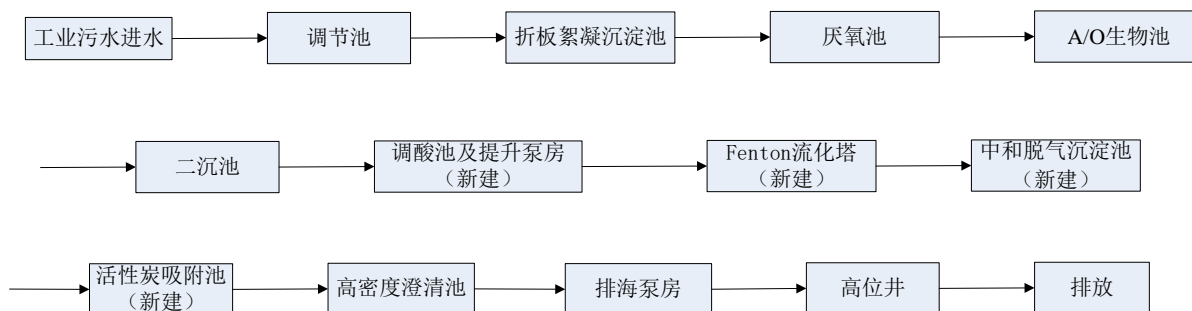 工业污水进水
调节池
折板絮凝沉淀池
厌氧池
A/O生物池
二沉池
调酸池及提升泵房
（新建）
Fenton流化塔
（新建）
中和脱气沉淀池
（新建）
活性炭吸附池
（新建）
高密度澄清池
排海泵房
高位井
排放